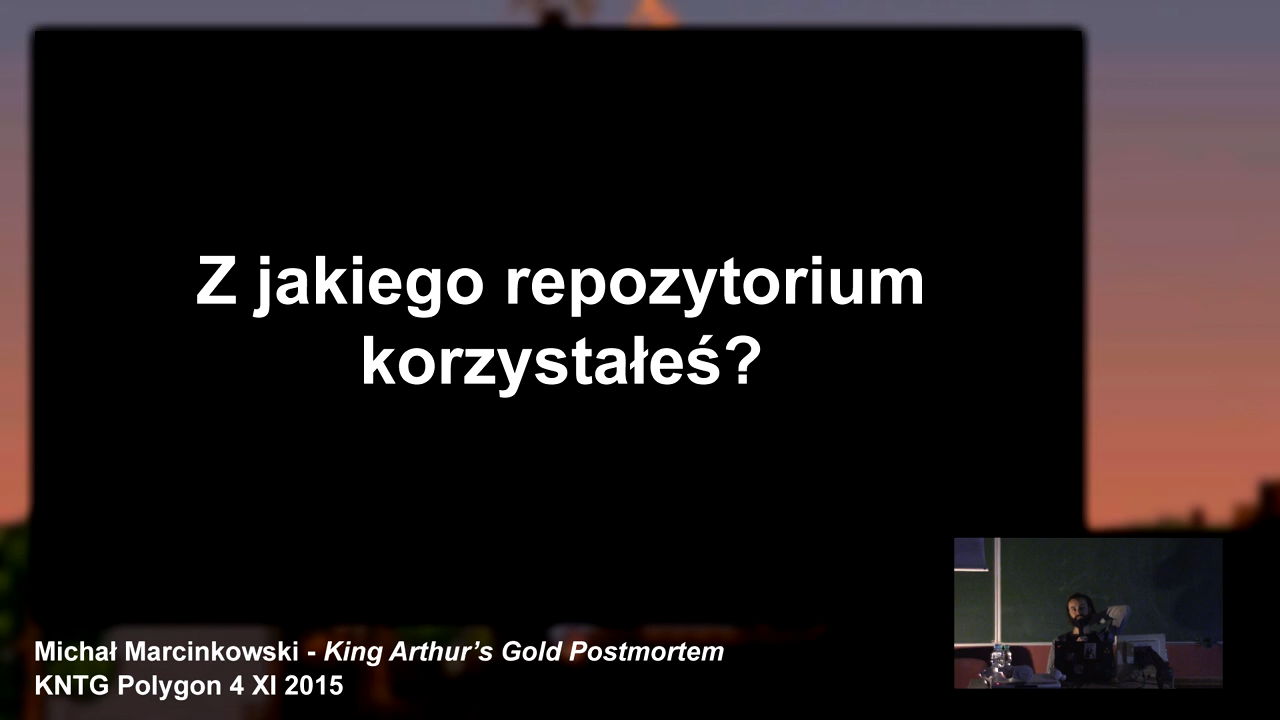 Z jakiego repozytorium
korzystałeś?
Michał Marcinkowski - King Arthur’s Gold Postmortem
KNTG Polygon 4 XI 2015